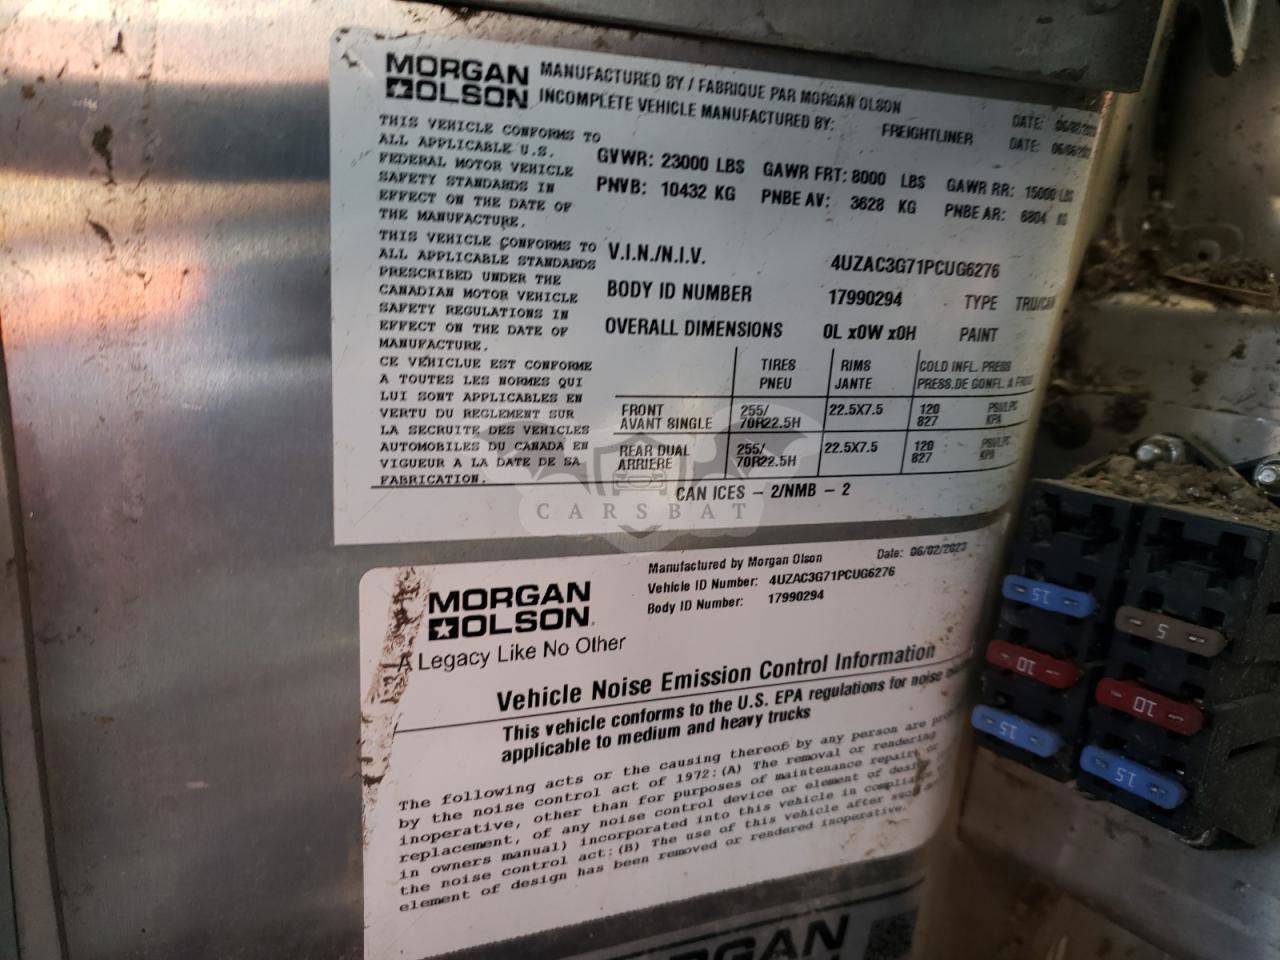 MORGAN OLSON
MANUFACTURED BY / FABRIQUE PAR MORGAN OLSON
DATE:
INCOMPLETE VEHICLE MANUFACTURED BY: FREIGHTLINER
DATE:
THIS VEHICLE CONFORMS TO
ALL APPLICABLE U.S.
FEDERAL MOTOR VEHICLE
SAFETY STANDARDS IN
EFFECT ON THE DATE OF
THE MANUFACTURE.
THIS VEHICLE CONFORMS TO
ALL APPLICABLE STANDARDS
PRESCRIBED UNDER THE
CANADIAN MOTOR VEHICLE
SAFETY REGULATIONS IN
EFFECT ON THE DATE OF
MANUFACTURE.
CE VEHICLUE EST CONFORME
A TOUTES LES NORMES QUI
LUI SONT APPLICABLES EN
VERTU DU REGLEMENT SUR
LA SECRUITE DES VEHICLES
AUTOMOBILES DU CANADA EN
VIGUEUR A LA DATE DE SA
FABRICATION.
GVWR: 23000 LBS GAWR FRT: 8000 LBS GAWR RR: 15000 LBS
PNVB: 10432 KG PNBE AV: 3628 KG PNBE AR: 6804 KG
V.I.N./N.I.V. 4UZAC3G71PCUG6276
BODY ID NUMBER 17990294 TYPE
OVERALL DIMENSIONS 0L x0W x0H PAINT
TIRES RIMS COLD INFL. PRESS
PNEU JANTE PRESS.DE GONFL. A
FRONT 255/ 22.5X7.5 120
AVANT SINGLE 70R22.5H 827 KPA
REAR DUAL 255/ 22.5X7.5 120
ARRIERE 70R22.5H 827 KPA
CAN ICES - 2/NMB - 2
CARSBAT
MORGAN OLSON.
A Legacy Like No Other
Manufactured by Morgan Olson Date: 06/02/2023
Vehicle ID Number: 4UZAC3G71PCUG6276
Body ID Number: 17990294
Vehicle Noise Emission Control Information
This vehicle conforms to the U.S. EPA regulations for noise
applicable to medium and heavy trucks
The following acts or the causing thereof by any person are
by the noise control act of 1972: (A) The removal or rendering
inoperative, other than for purposes of maintenance repair, or
replacement, of any noise control device or element of
in owners manual) incorporated into this vehicle in compliance
the noise control act: (B) The use of this vehicle after such
element of design has been removed or rendered inoperative.
MORGAN
15
10
15
5
10
15